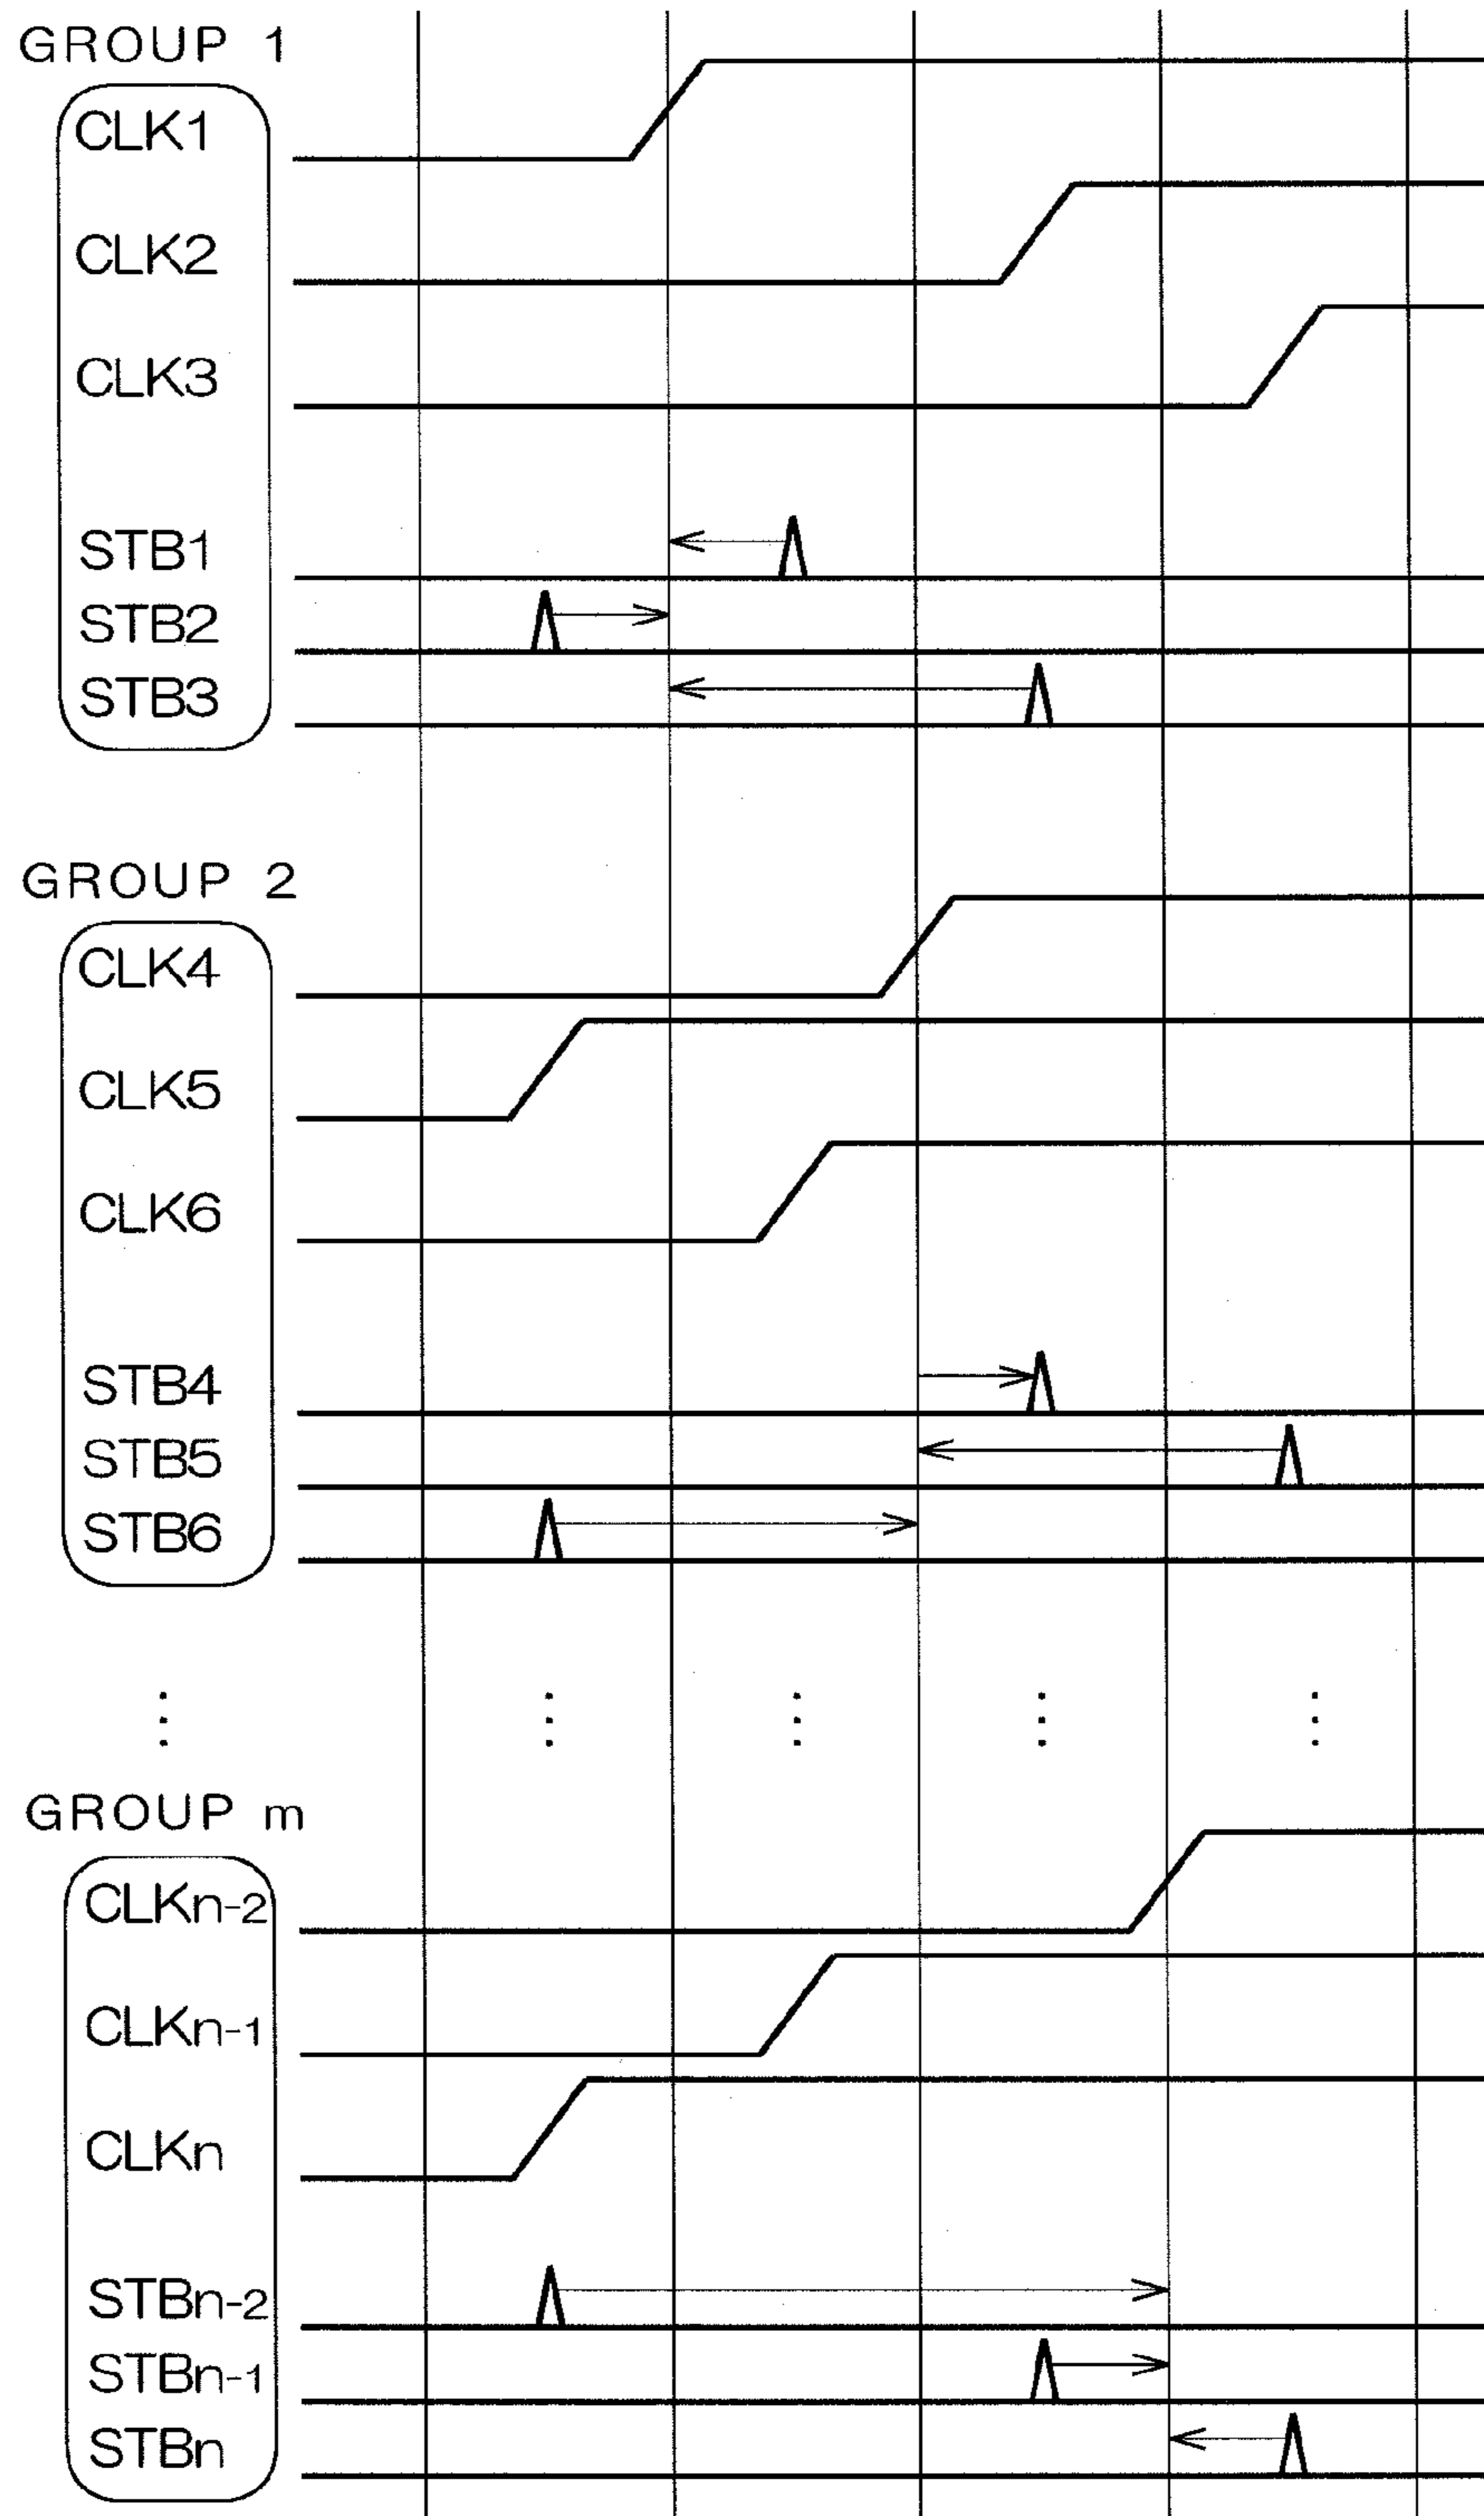 GROUP 1
CLK1
CLK2
CLK3
STB1
STB2
STB3
GROUP 2
CLK4
CLK5
CLK6
STB4
STB5
STB6
GROUP m
CLKn-2
CLKn-1
CLKn
STBn-2
STBn-1
STBn